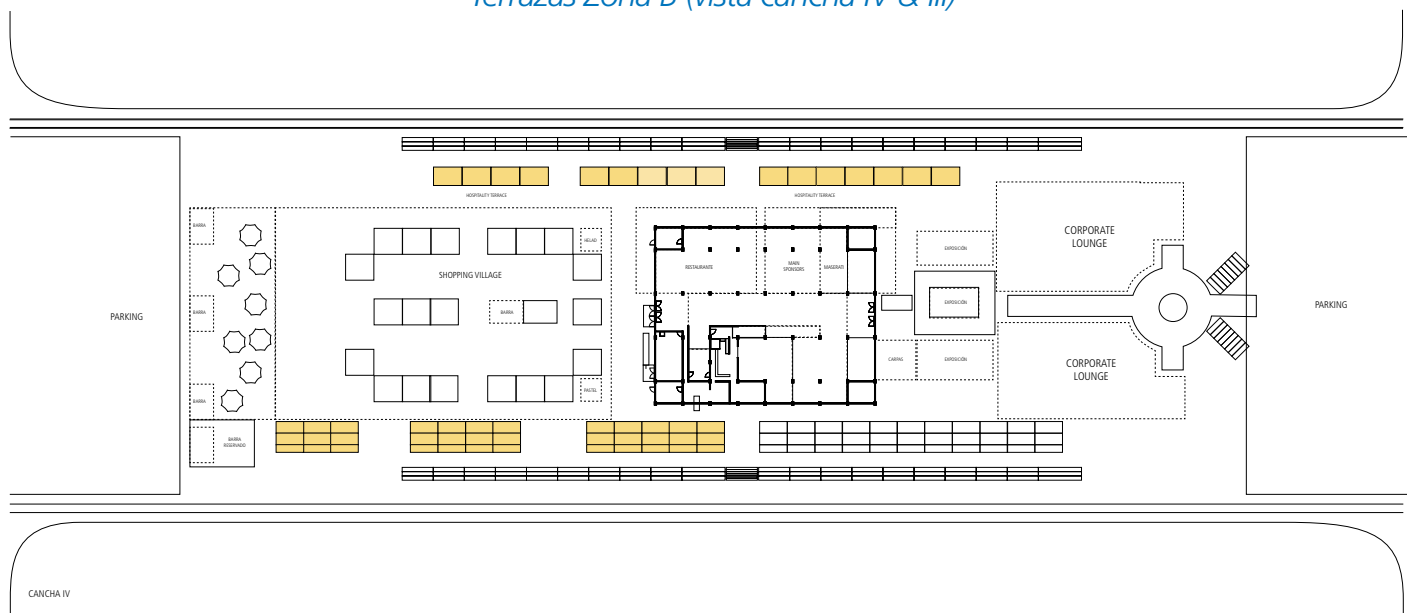 Terrazas Zona B (vista Cancha IV & III)
HOSPITALITY TERRACE
HOSPITALITY TERRACE
BARRA
HELAD
CORPORATE
LOUNGE
EXPOSICIÓN
SHOPPING VILLAGE
RESTAURANTE
MAIN
SPONSORS
MASERATI
PARKING
BARRA
BARRA
EXPOSICIÓN
PARKING
CARPAS
EXPOSICIÓN
CORPORATE
LOUNGE
BARRA
PASTEL
BARRA
RESERVADO
CANCHA IV